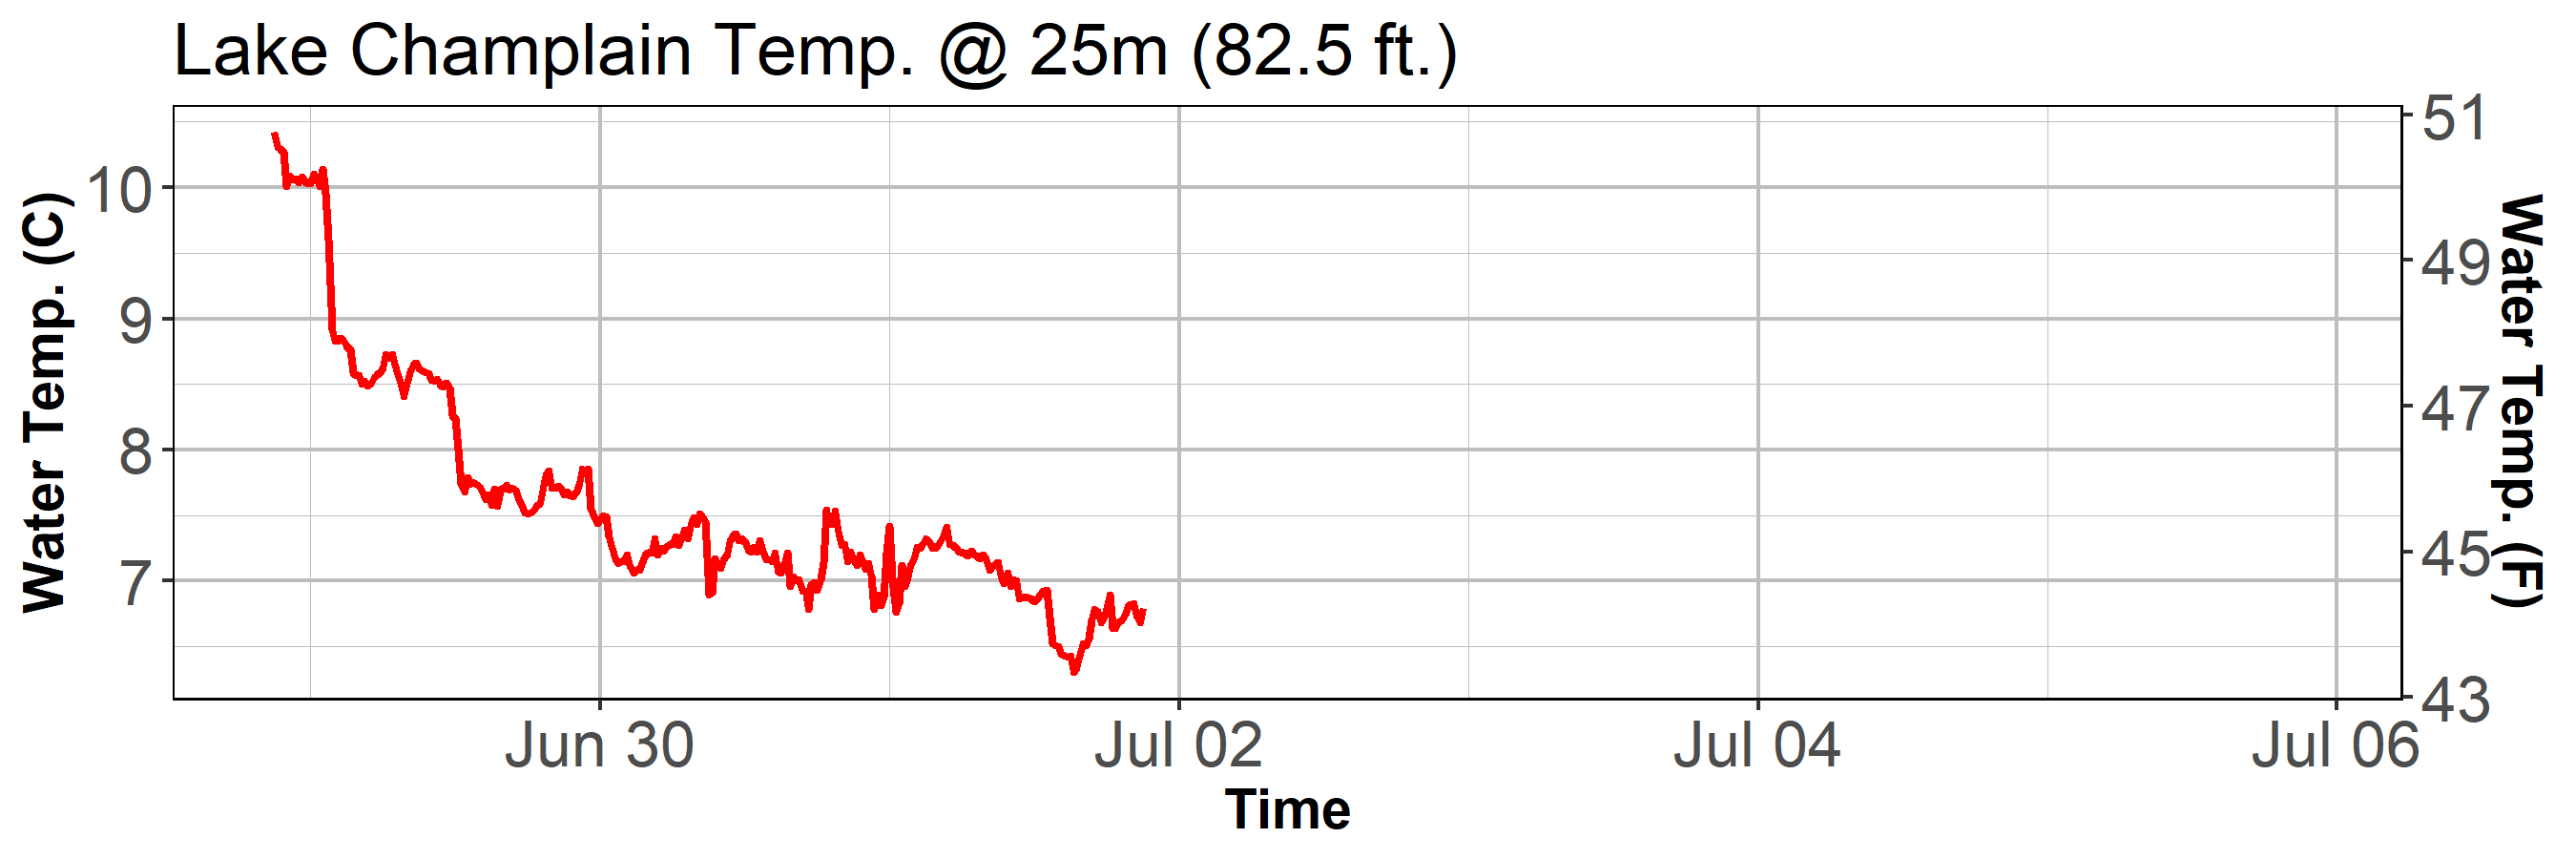 Lake Champlain Temp. @ 25m (82.5 ft.)
Water Temp. (C)
10
9
8
7
51
49
47
45
43
Water Temp. (F)
Jun 30
Jul 02
Jul 04
Jul 06
Time